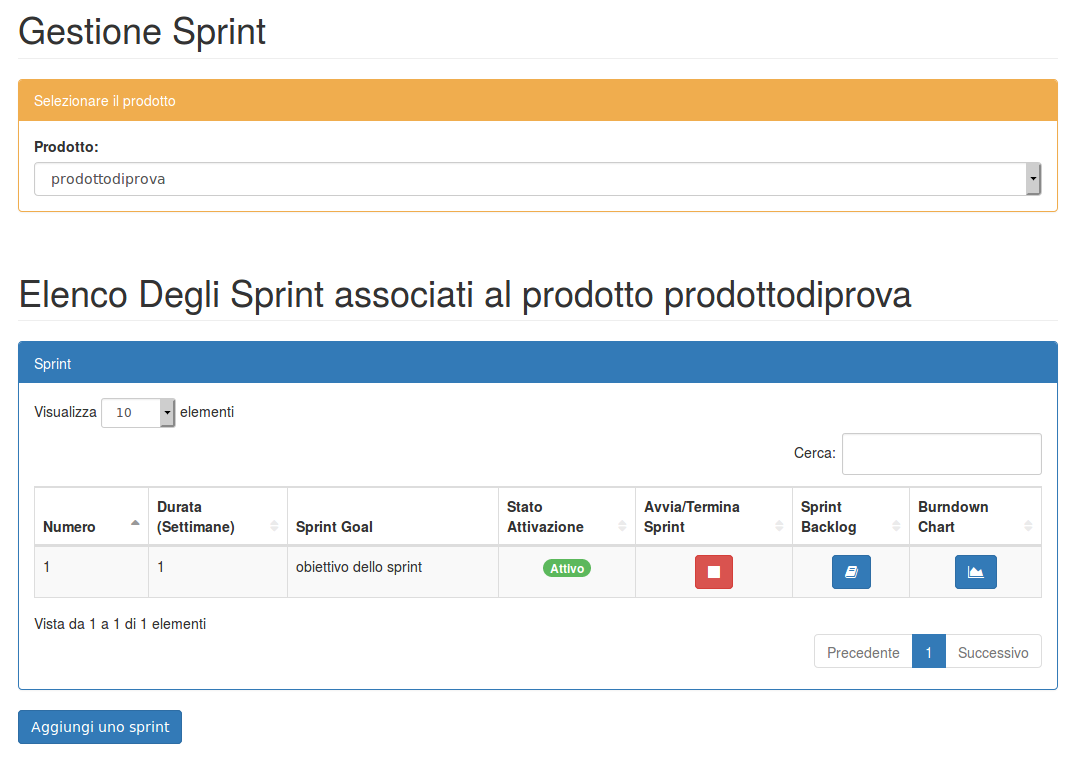 Gestione Sprint
Selezionare il prodotto
Prodotto:
prodottodiprova
Elenco Degli Sprint associati al prodotto prodottodiprova
Sprint
Visualizza 10 elementi
Cerca:
Numero Durata (Settimane) Sprint Goal Stato Attivazione Avvia/Termina Sprint Sprint Backlog Burndown Chart
1 1 obiettivo dello sprint Attivo
Vista da 1 a 1 di 1 elementi
Precedente 1 Successivo
Aggiungi uno sprint